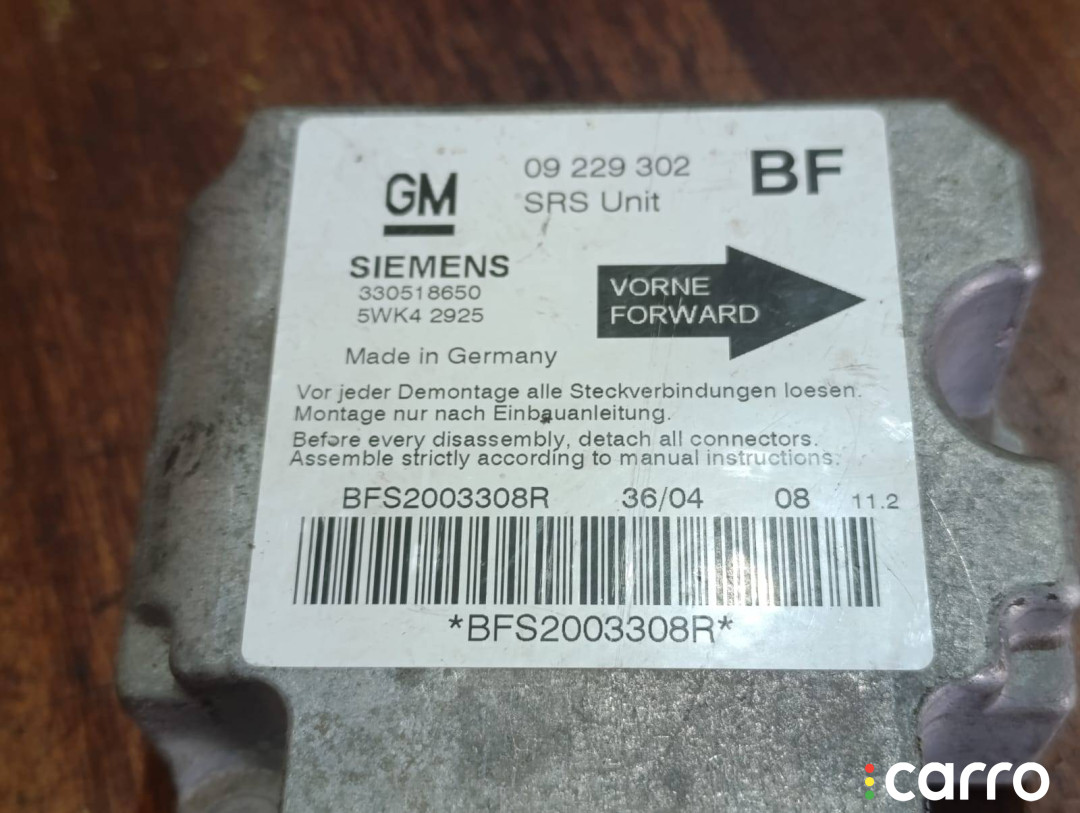 GM
09 229 302
SRS Unit
BF
SIEMENS
330518650
5WK4 2925
VORNE
FORWARD
Made in Germany
Vor jeder Demontage alle Steckverbindungen loesen.
Montage nur nach Einbauanleitung.
Before every disassembly, detach all connectors.
Assemble strictly according to manual instructions.
BFS2003308R 36/04 08 11.2
*BFS2003308R*
carro